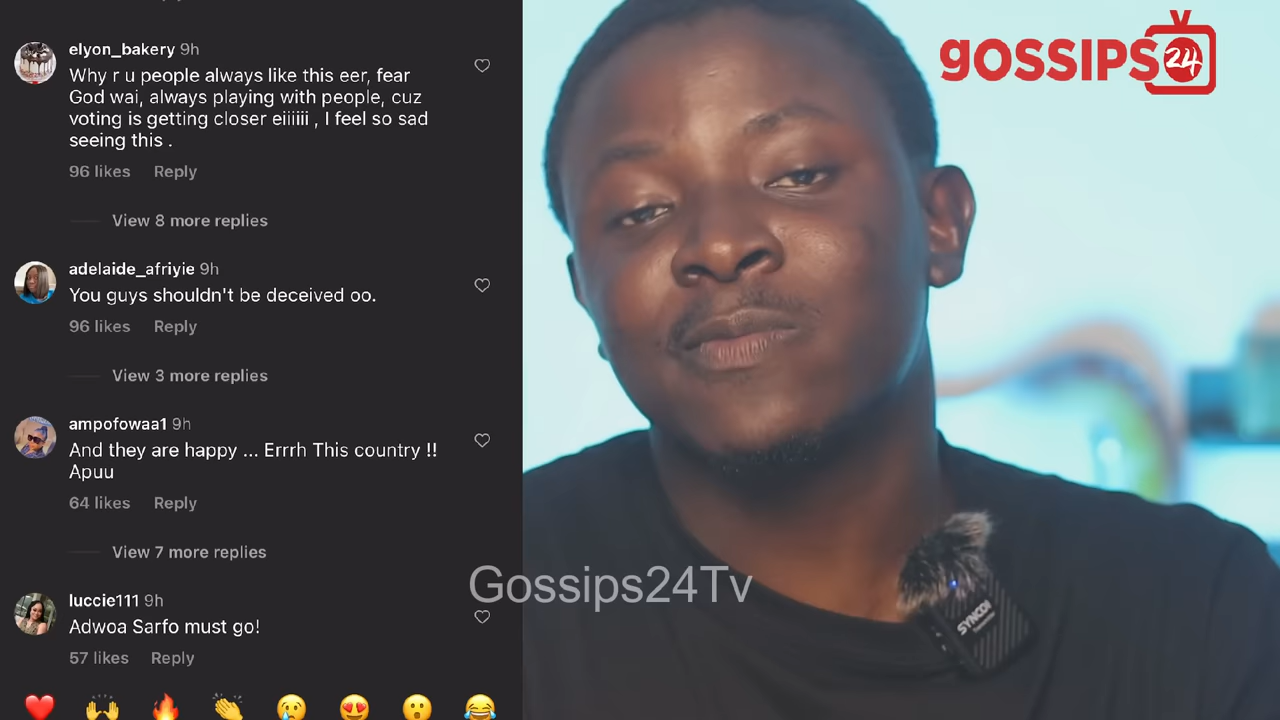 elyon_bakery 9h
Why r u people always like this eer, fear
God wai, always playing with people, cuz
voting is getting closer eiiiiii , I feel so sad
seeing this .
96 likes Reply
View 8 more replies
adelaide_afriyie 9h
You guys shouldn't be deceived oo.
96 likes Reply
View 3 more replies
ampofowaa1 9h
And they are happy ... Errrh This country !!
Apuu
64 likes Reply
View 7 more replies
luccie111 9h
Adwoa Sarfo must go!
57 likes Reply
gOSSIPS 24
Gossips24Tv
SYNCO